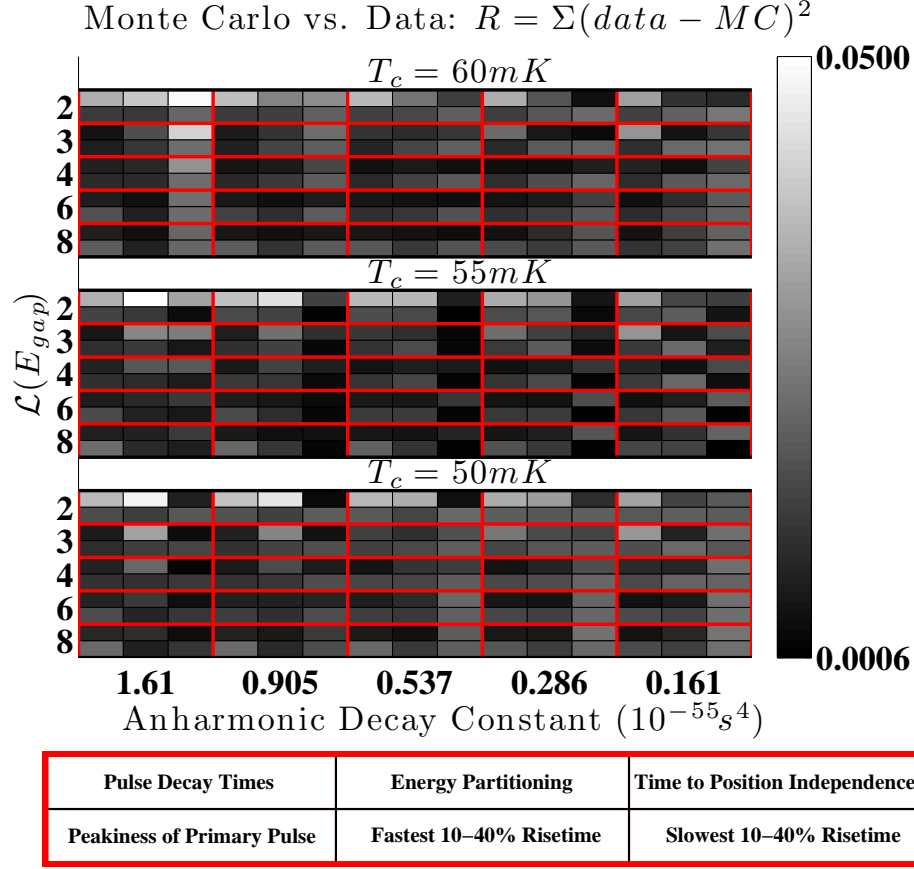 Monte Carlo vs. Data: R = Σ(data − MC)²
T_c = 60mK
0.0500
2
3
4
6
8
T_c = 55mK
2
3
4
6
8
ℒ(E_gap)
T_c = 50mK
2
3
4
6
8
0.0006
1.61 0.905 0.537 0.286 0.161
Anharmonic Decay Constant (10⁻⁵⁵s⁴)
Pulse Decay Times Energy Partitioning Time to Position Independence
Peakiness of Primary Pulse Fastest 10–40% Risetime Slowest 10–40% Risetime